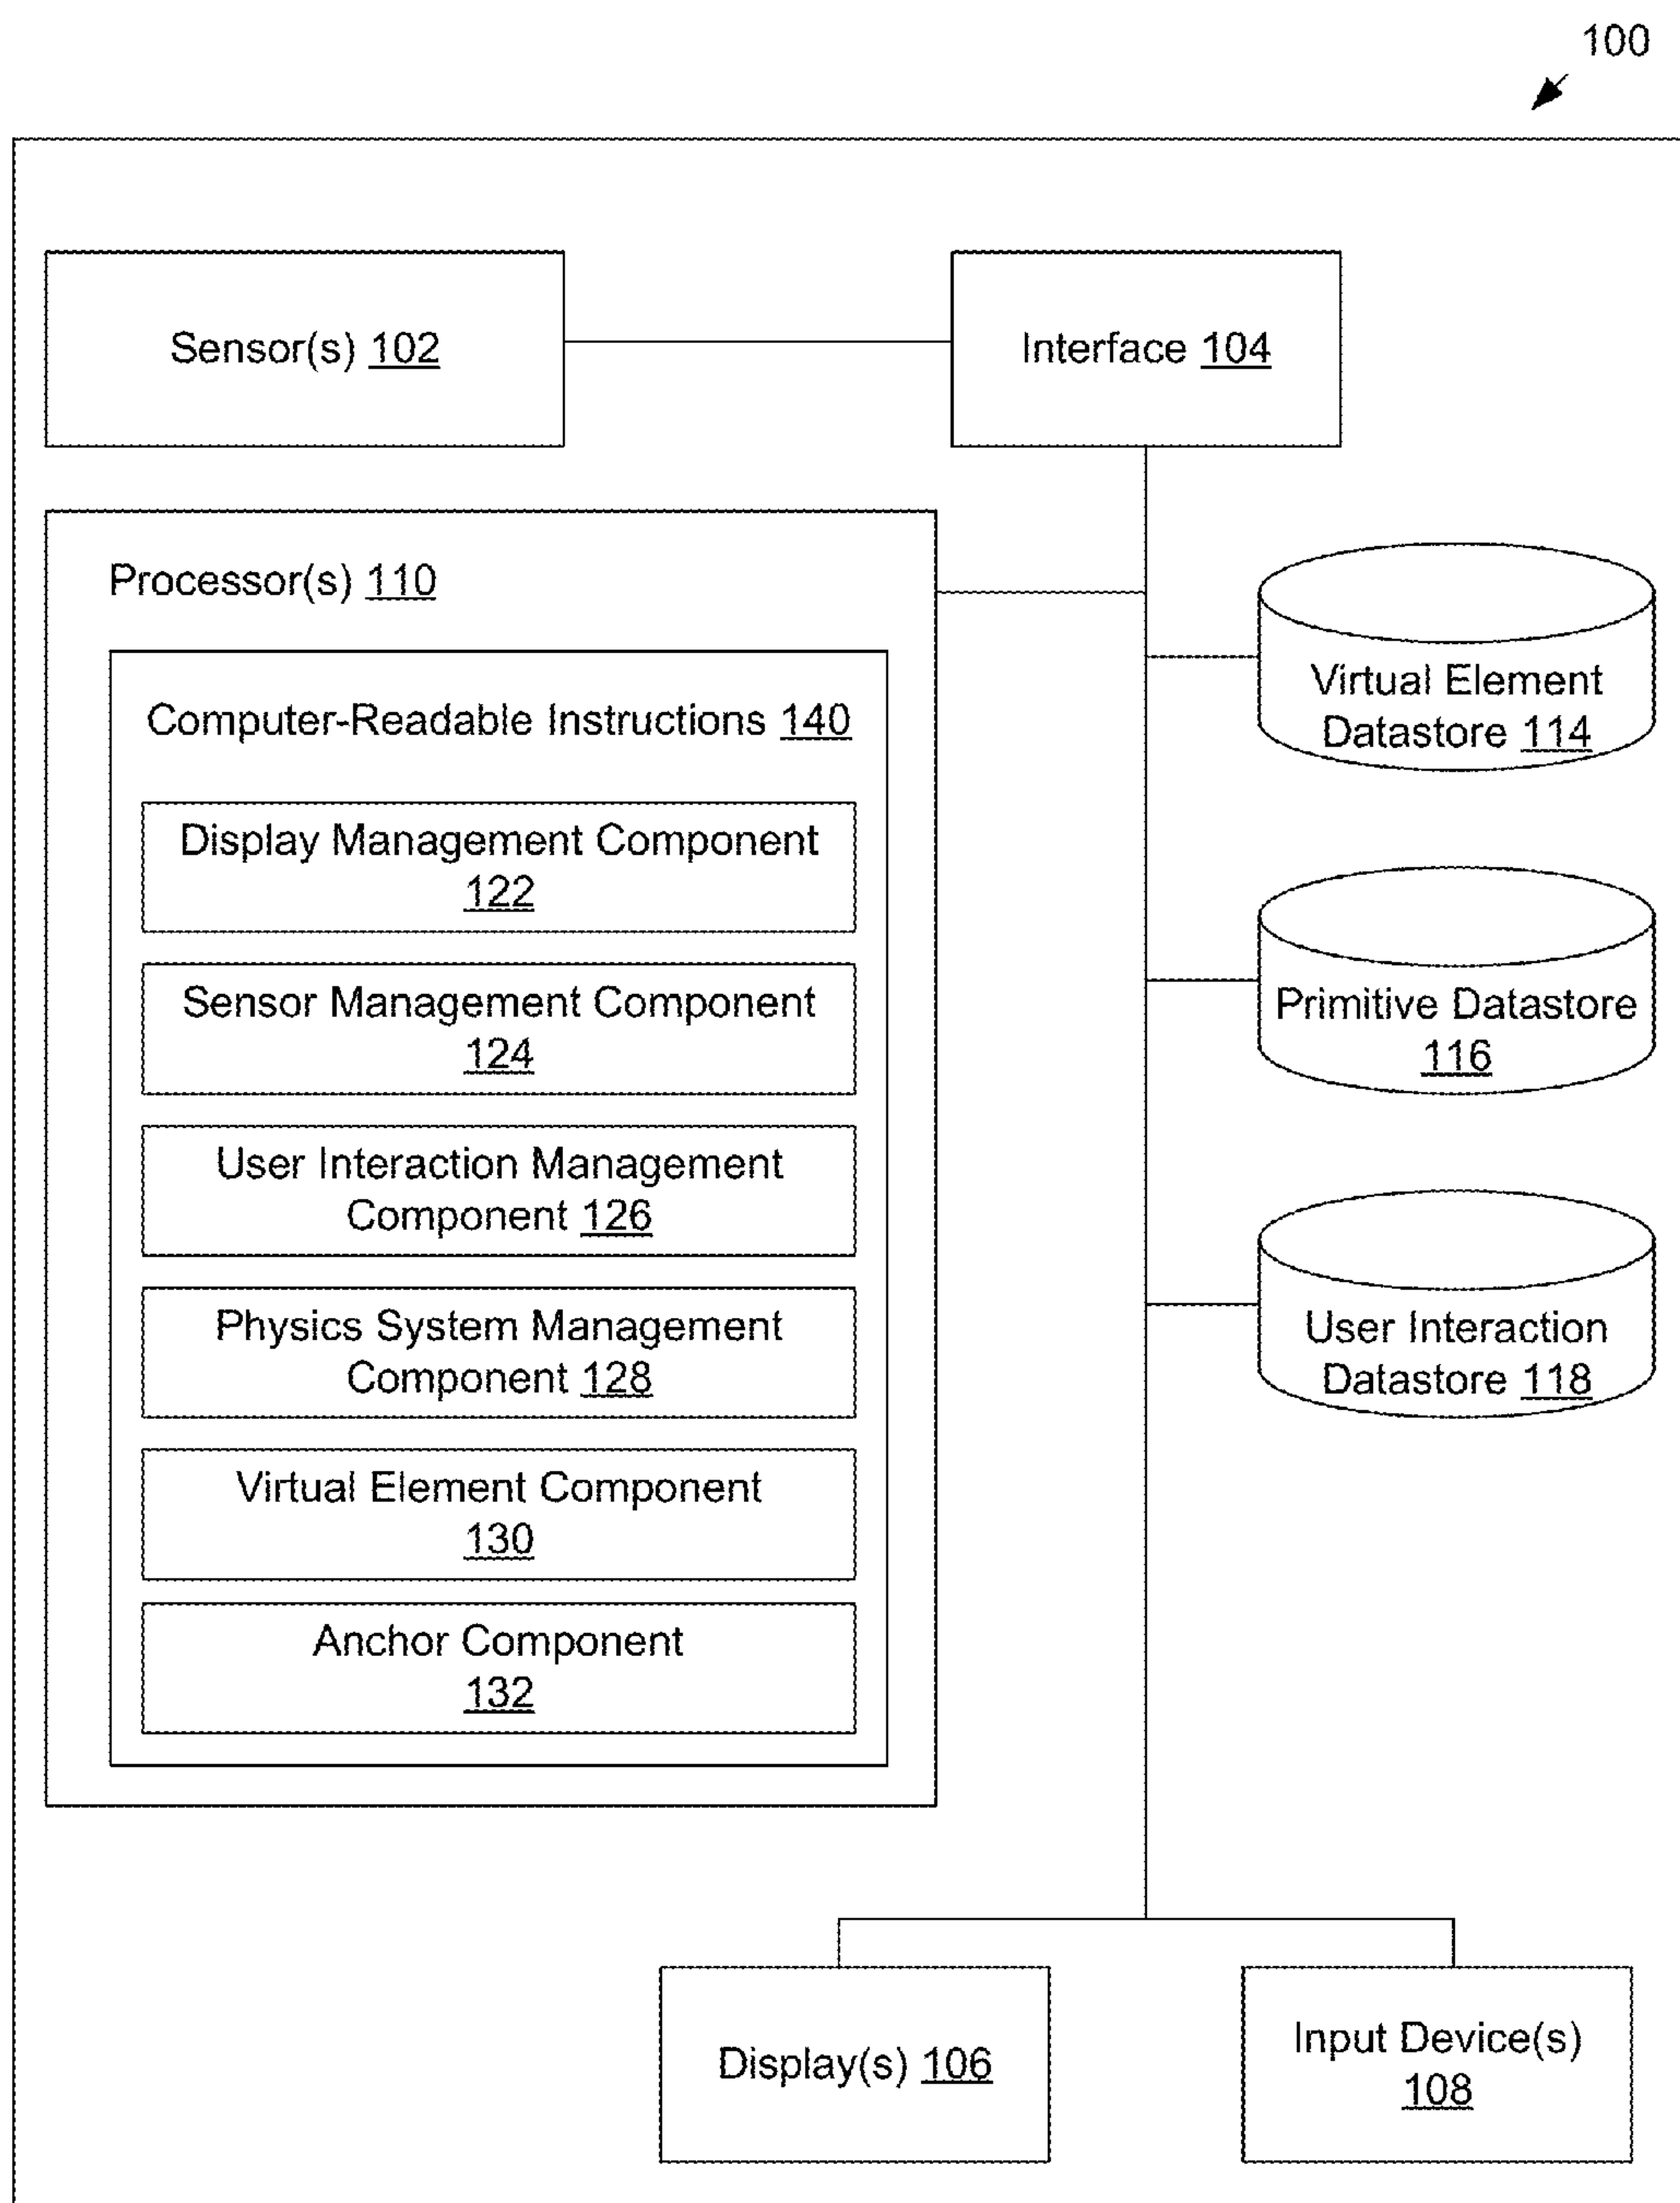 100
Sensor(s) 102
Interface 104
Processor(s) 110
Computer-Readable Instructions 140
Display Management Component
122
Sensor Management Component
124
User Interaction Management
Component 126
Physics System Management
Component 128
Virtual Element Component
130
Anchor Component
132
Virtual Element
Datastore 114
Primitive Datastore
116
User Interaction
Datastore 118
Display(s) 106
Input Device(s)
108